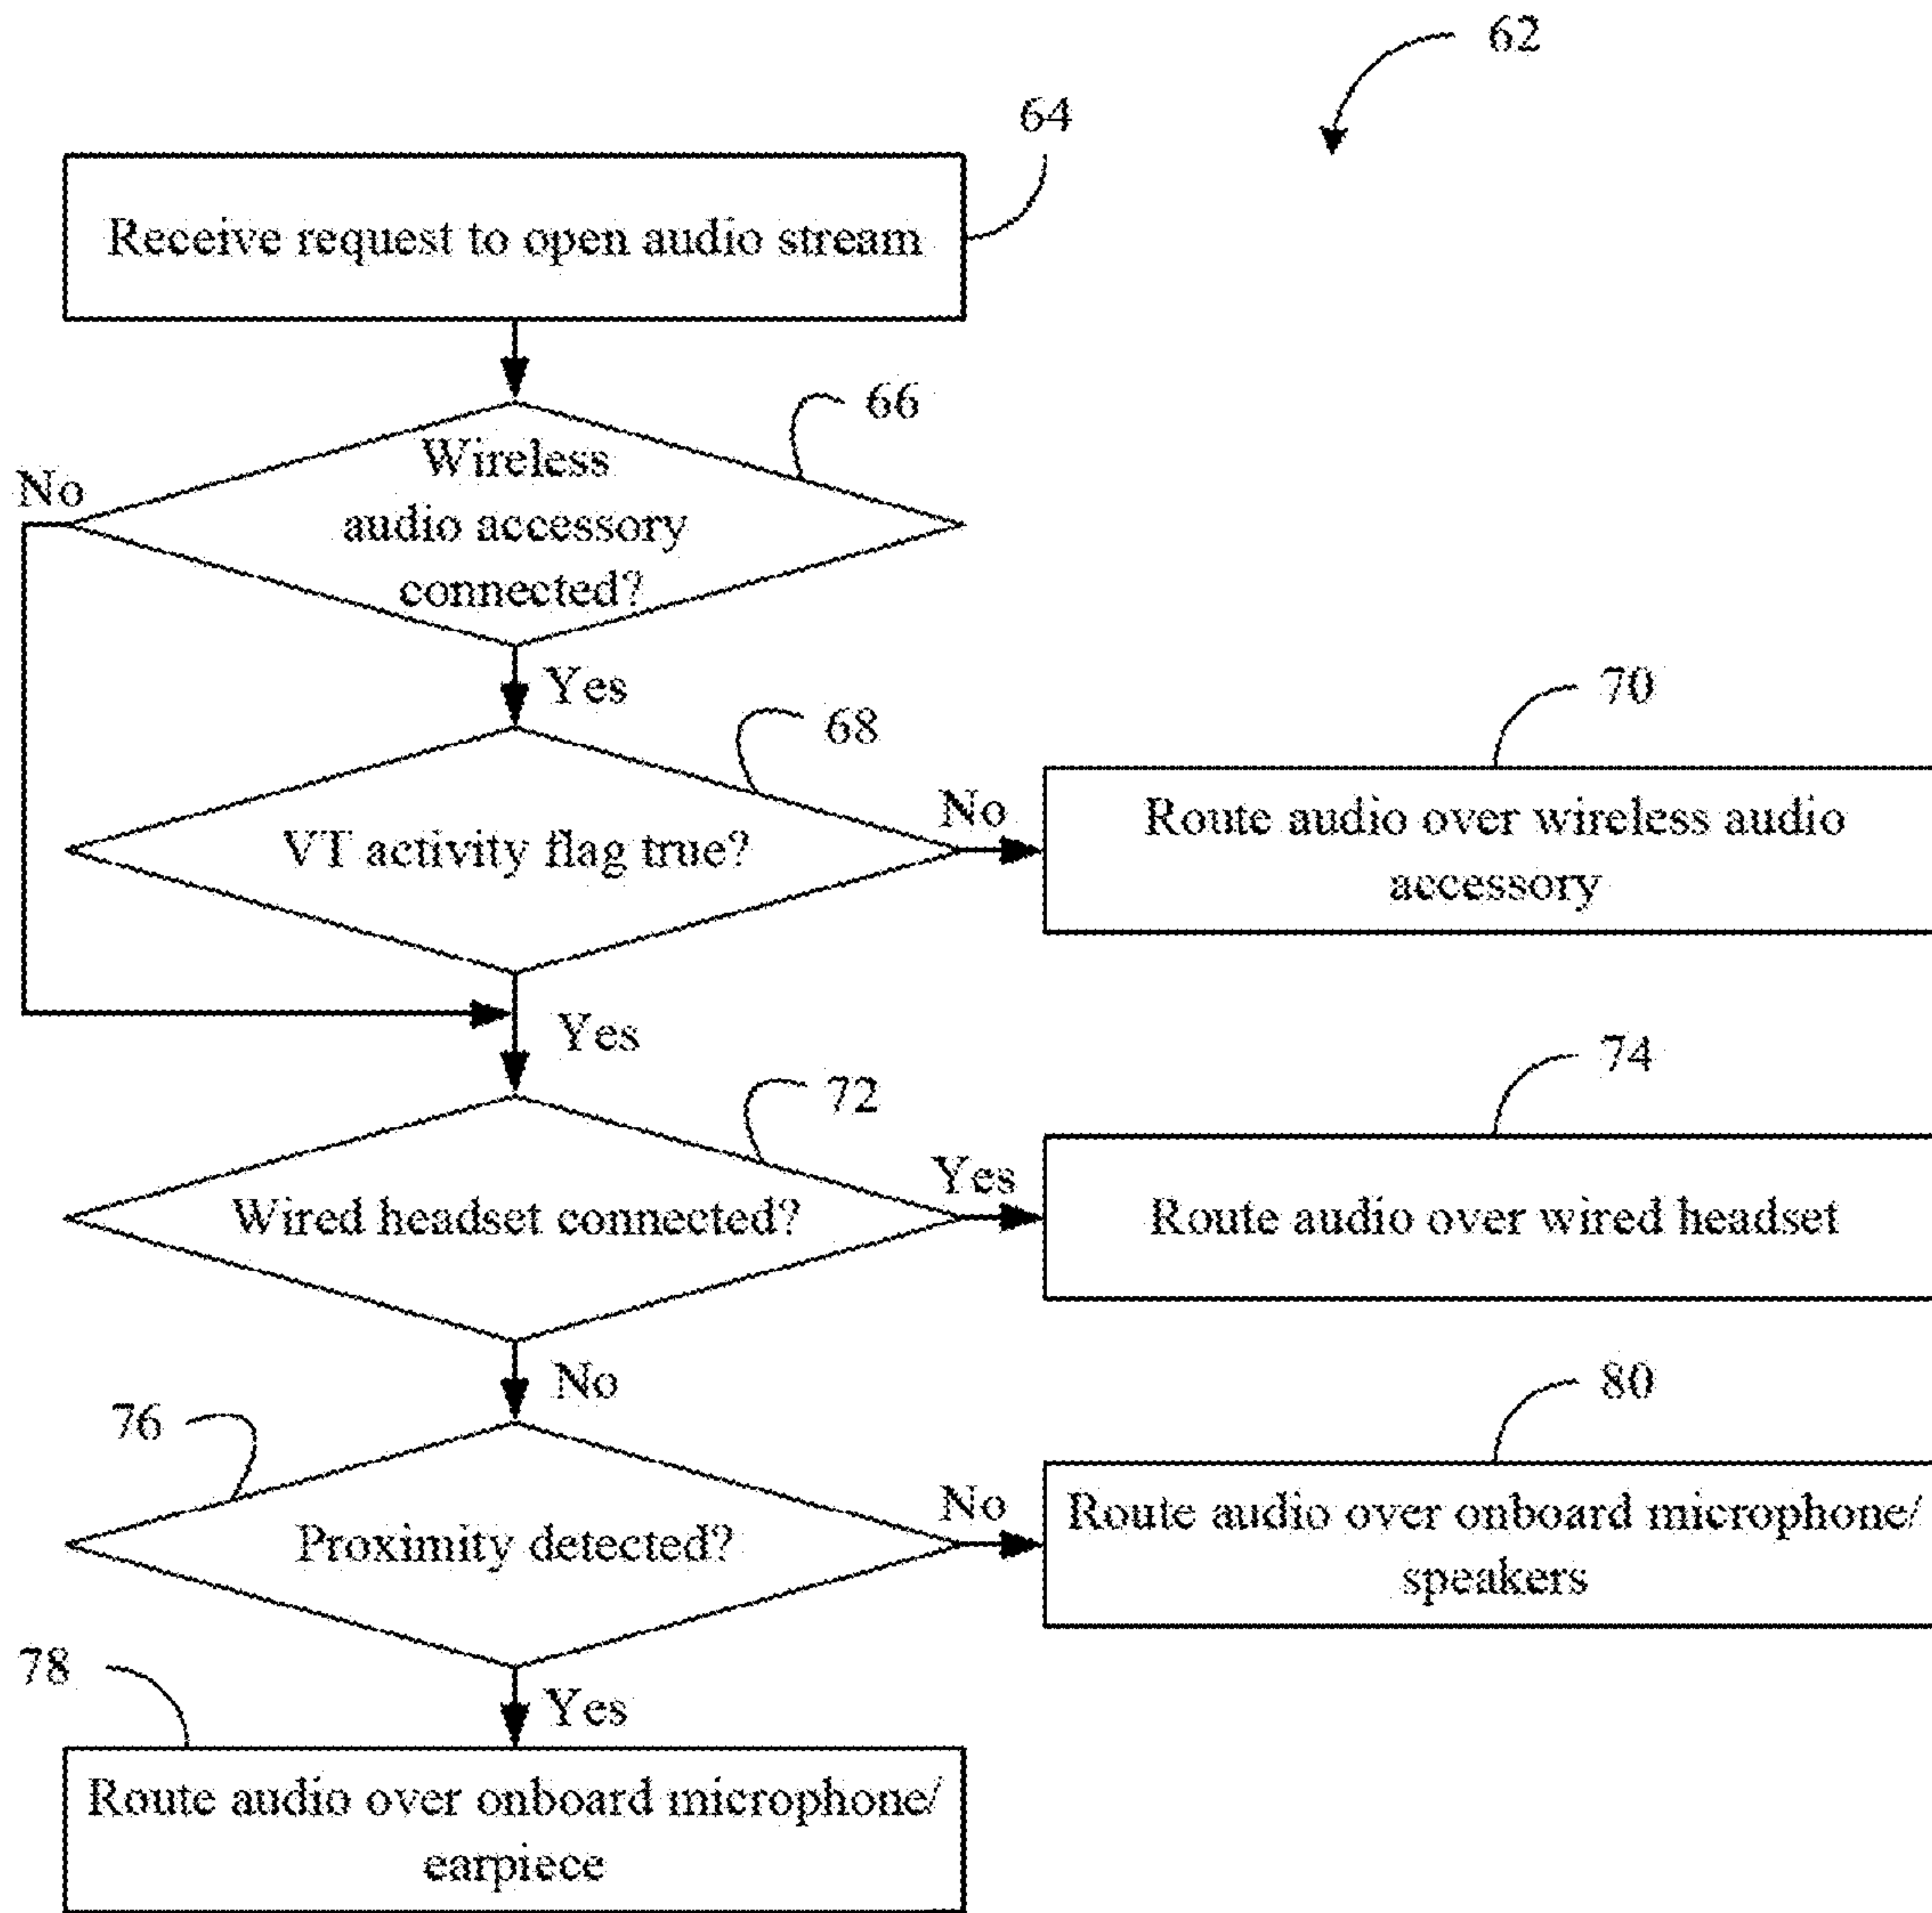 62
64
Receive request to open audio stream
66
Wireless
audio accessory
connected?
No
Yes
68
VT activity flag true?
No
70
Route audio over wireless audio
accessory
Yes
72
Wired headset connected?
Yes
74
Route audio over wired headset
No
76
Proximity detected?
No
80
Route audio over onboard microphone/
speakers
Yes
78
Route audio over onboard microphone/
earpiece